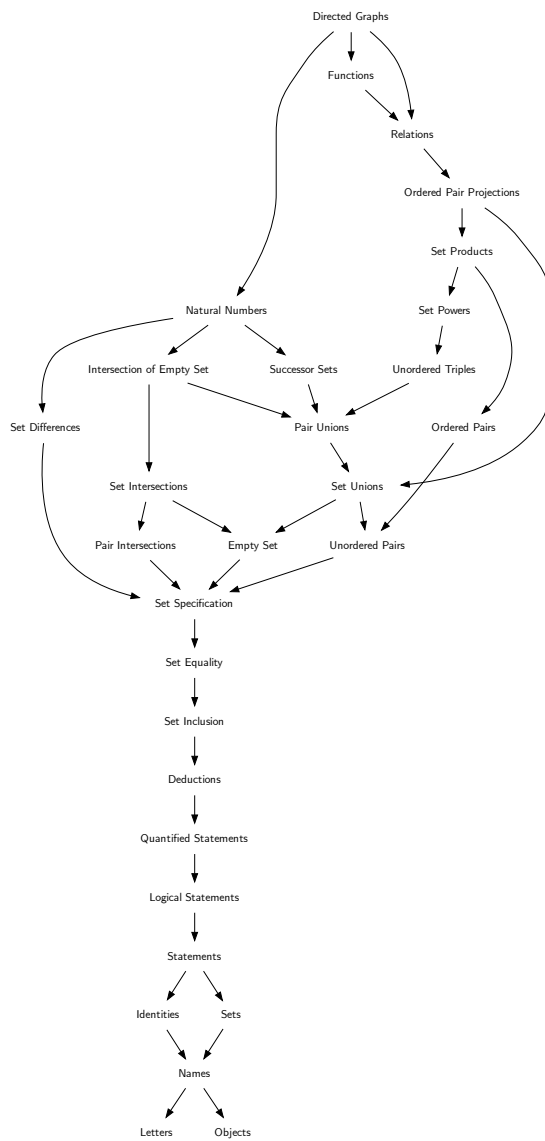 Directed Graphs
Functions
Relations
Ordered Pair Projections
Set Products
Natural Numbers
Set Powers
Intersection of Empty Set
Successor Sets
Unordered Triples
Set Differences
Pair Unions
Ordered Pairs
Set Intersections
Set Unions
Pair Intersections
Empty Set
Unordered Pairs
Set Specification
Set Equality
Set Inclusion
Deductions
Quantified Statements
Logical Statements
Statements
Identities
Sets
Names
Letters
Objects